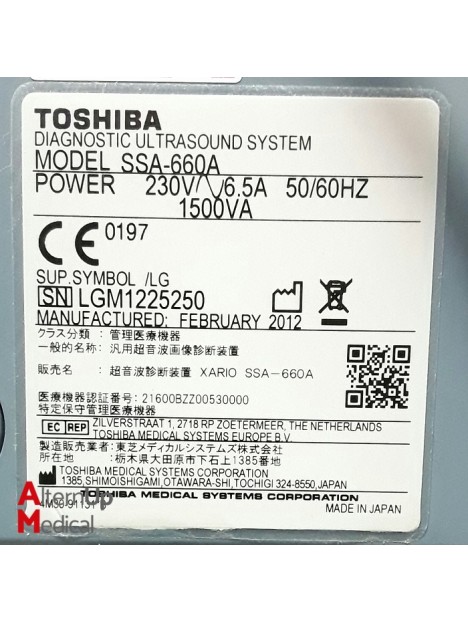 TOSHIBA
DIAGNOSTIC ULTRASOUND SYSTEM
MODEL SSA-660A
POWER 230V~6.5A 50/60HZ
1500VA
CE 0197
SUP.SYMBOL /LG
SN LGM1225250
MANUFACTURED: FEBRUARY 2012
クラス分類 : 管理医療機器
一般的名称: 汎用超音波画像診断装置
販売名 : 超音波診断装置 XARIO SSA-660A
医療機器認証番号: 21600BZZ00530000
特定保守管理医療機器
EC REP ZILVERSTRAAT 1, 2718 RP ZOETERMEER, THE NETHERLANDS
TOSHIBA MEDICAL SYSTEMS EUROPE B.V.
製造販売業者: 東芝メディカルシステムズ株式会社
所在地 : 栃木県大田原市下石上1385番地
TOSHIBA MEDICAL SYSTEMS CORPORATION
1385, SHIMOISHIGAMI, OTAWARA-SHI, TOCHIGI 324-8550, JAPAN
TOSHIBA MEDICAL SYSTEMS CORPORATION
MADE IN JAPAN
AlternUp
Medical